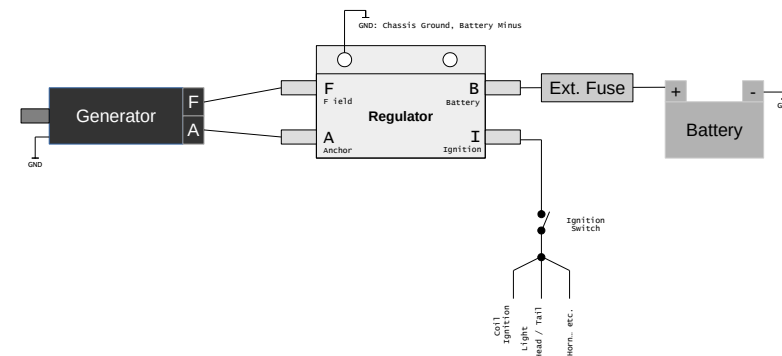 GND: Chassis Ground, Battery Minus
Generator
F
A
GND
F
F field
A
Anchor
Regulator
B
Battery
I
Ignition
Ext. Fuse
+
-
Battery
Ignition
Switch
Coil
Ignition
Light
Head / Tail
Horn… etc.